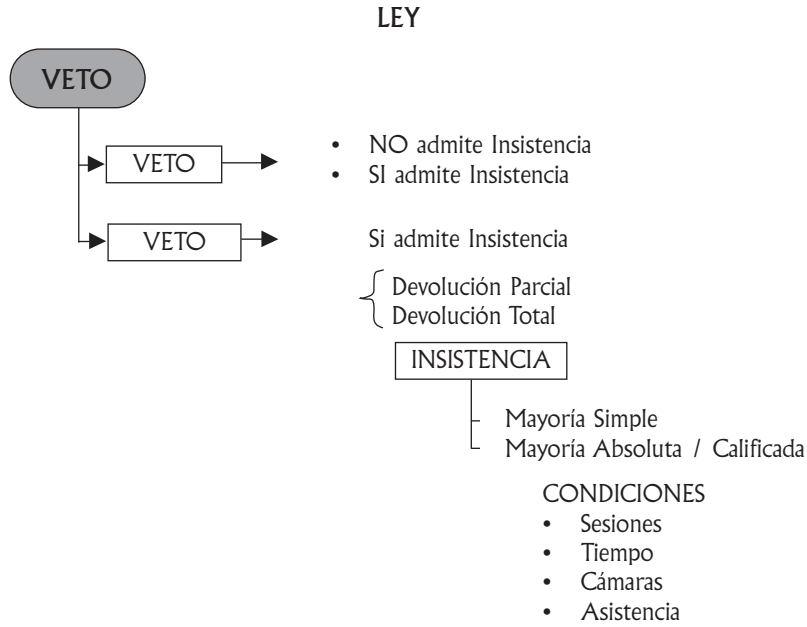 LEY
VETO
VETO
• NO admite Insistencia
• SI admite Insistencia
VETO
Si admite Insistencia
Devolución Parcial
Devolución Total
INSISTENCIA
Mayoría Simple
Mayoría Absoluta / Calificada
CONDICIONES
• Sesiones
• Tiempo
• Cámaras
• Asistencia